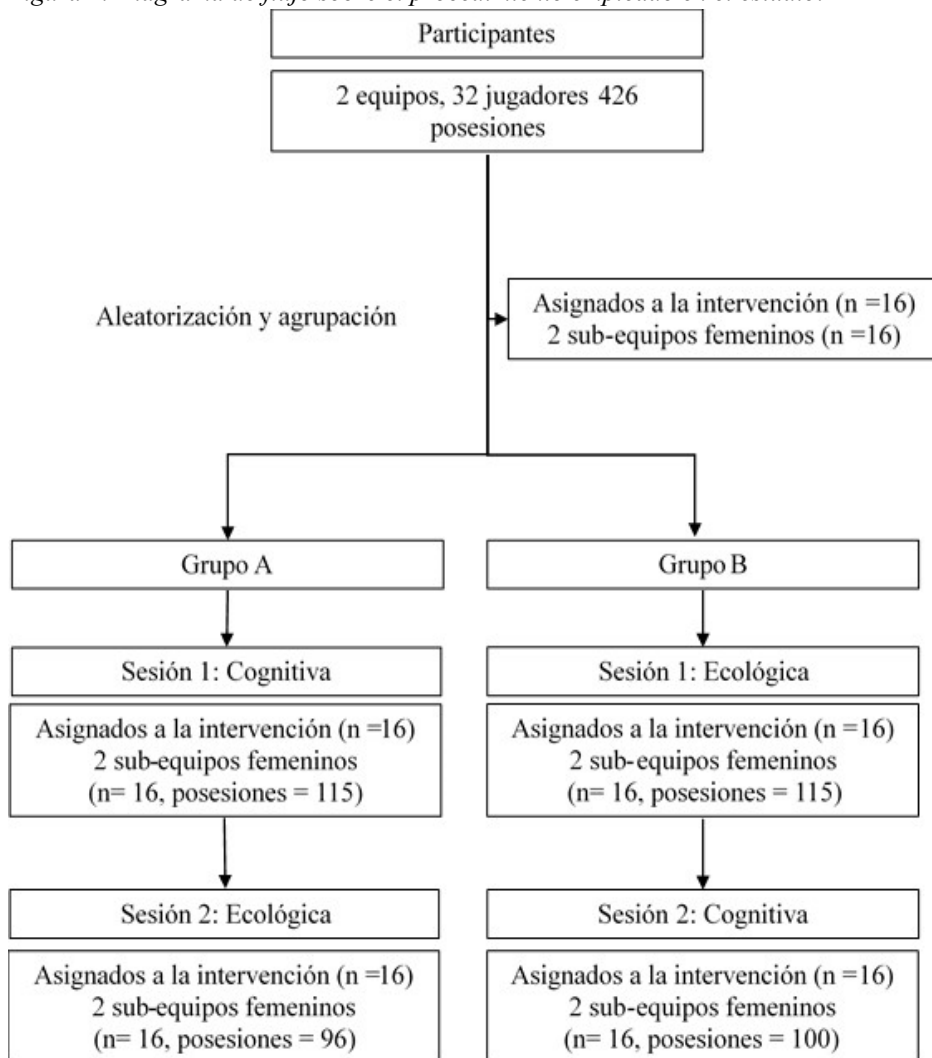 Participantes
2 equipos, 32 jugadores 426
posesiones
Aleatorización y agrupación
Asignados a la intervención (n =16)
2 sub-equipos femeninos (n =16)
Grupo A
Grupo B
Sesión 1: Cognitiva
Sesión 1: Ecológica
Asignados a la intervención (n =16)
2 sub-equipos femeninos
(n= 16, posesiones = 115)
Asignados a la intervención (n =16)
2 sub-equipos femeninos
(n= 16, posesiones = 115)
Sesión 2: Ecológica
Sesión 2: Cognitiva
Asignados a la intervención (n =16)
2 sub-equipos femeninos
(n= 16, posesiones = 96)
Asignados a la intervención (n =16)
2 sub-equipos femeninos
(n= 16, posesiones = 100)